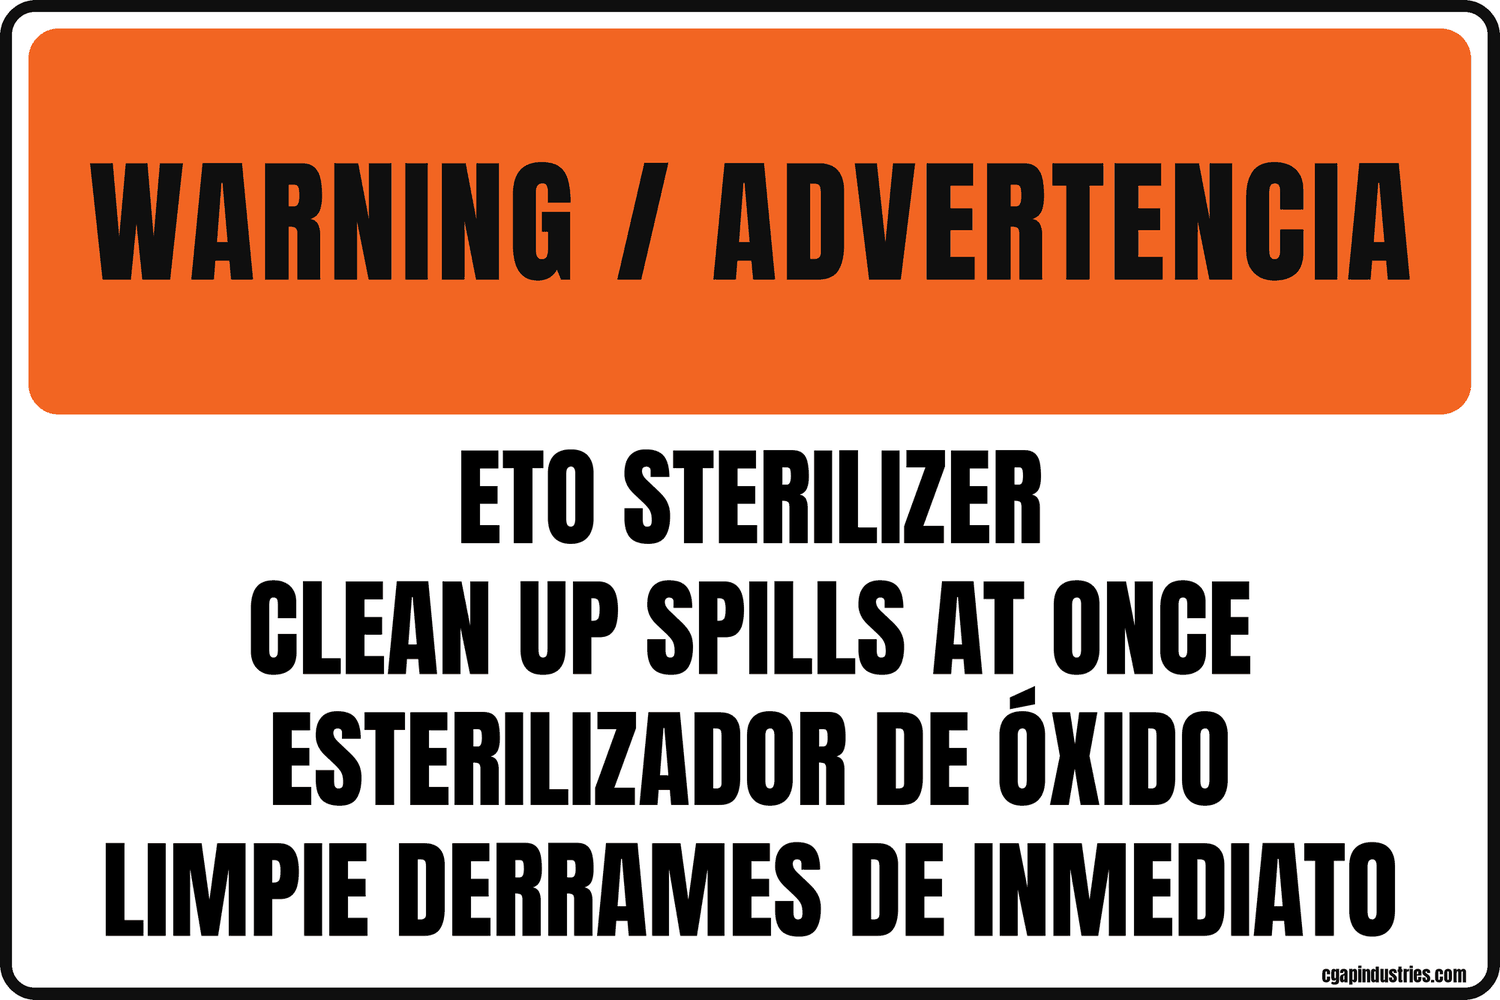 WARNING / ADVERTENCIA
ETO STERILIZER
CLEAN UP SPILLS AT ONCE
ESTERILIZADOR DE ÓXIDO
LIMPIE DERRAMES DE INMEDIATO
cgapindustries.com